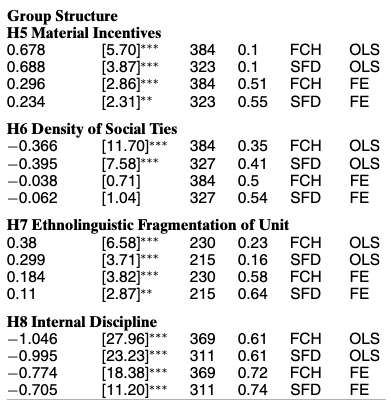 Group Structure
H5 Material Incentives
0.678 [5.70]*** 384 0.1 FCH OLS
0.688 [3.87]*** 323 0.1 SFD OLS
0.296 [2.86]*** 384 0.51 FCH FE
0.234 [2.31]** 323 0.55 SFD FE
H6 Density of Social Ties
−0.366 [11.70]*** 384 0.35 FCH OLS
−0.395 [7.58]*** 327 0.41 SFD OLS
−0.038 [0.71] 384 0.5 FCH FE
−0.062 [1.04] 327 0.54 SFD FE
H7 Ethnolinguistic Fragmentation of Unit
0.38 [6.58]*** 230 0.23 FCH OLS
0.299 [3.71]*** 215 0.16 SFD OLS
0.184 [3.82]*** 230 0.58 FCH FE
0.11 [2.87]** 215 0.64 SFD FE
H8 Internal Discipline
−1.046 [27.96]*** 369 0.61 FCH OLS
−0.995 [23.23]*** 311 0.61 SFD OLS
−0.774 [18.38]*** 369 0.72 FCH FE
−0.705 [11.20]*** 311 0.74 SFD FE